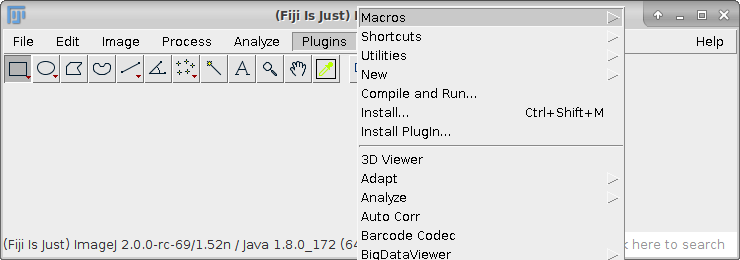 (Fiji Is Just)
File Edit Image Process Analyze Plugins Help
Macros
Shortcuts
Utilities
New
Compile and Run...
Install... Ctrl+Shift+M
Install PlugIn...
3D Viewer
Adapt
Analyze
Auto Corr
Barcode Codec
BigDataViewer
(Fiji Is Just) ImageJ 2.0.0-rc-69/1.52n / Java 1.8.0_172 (64 here to search